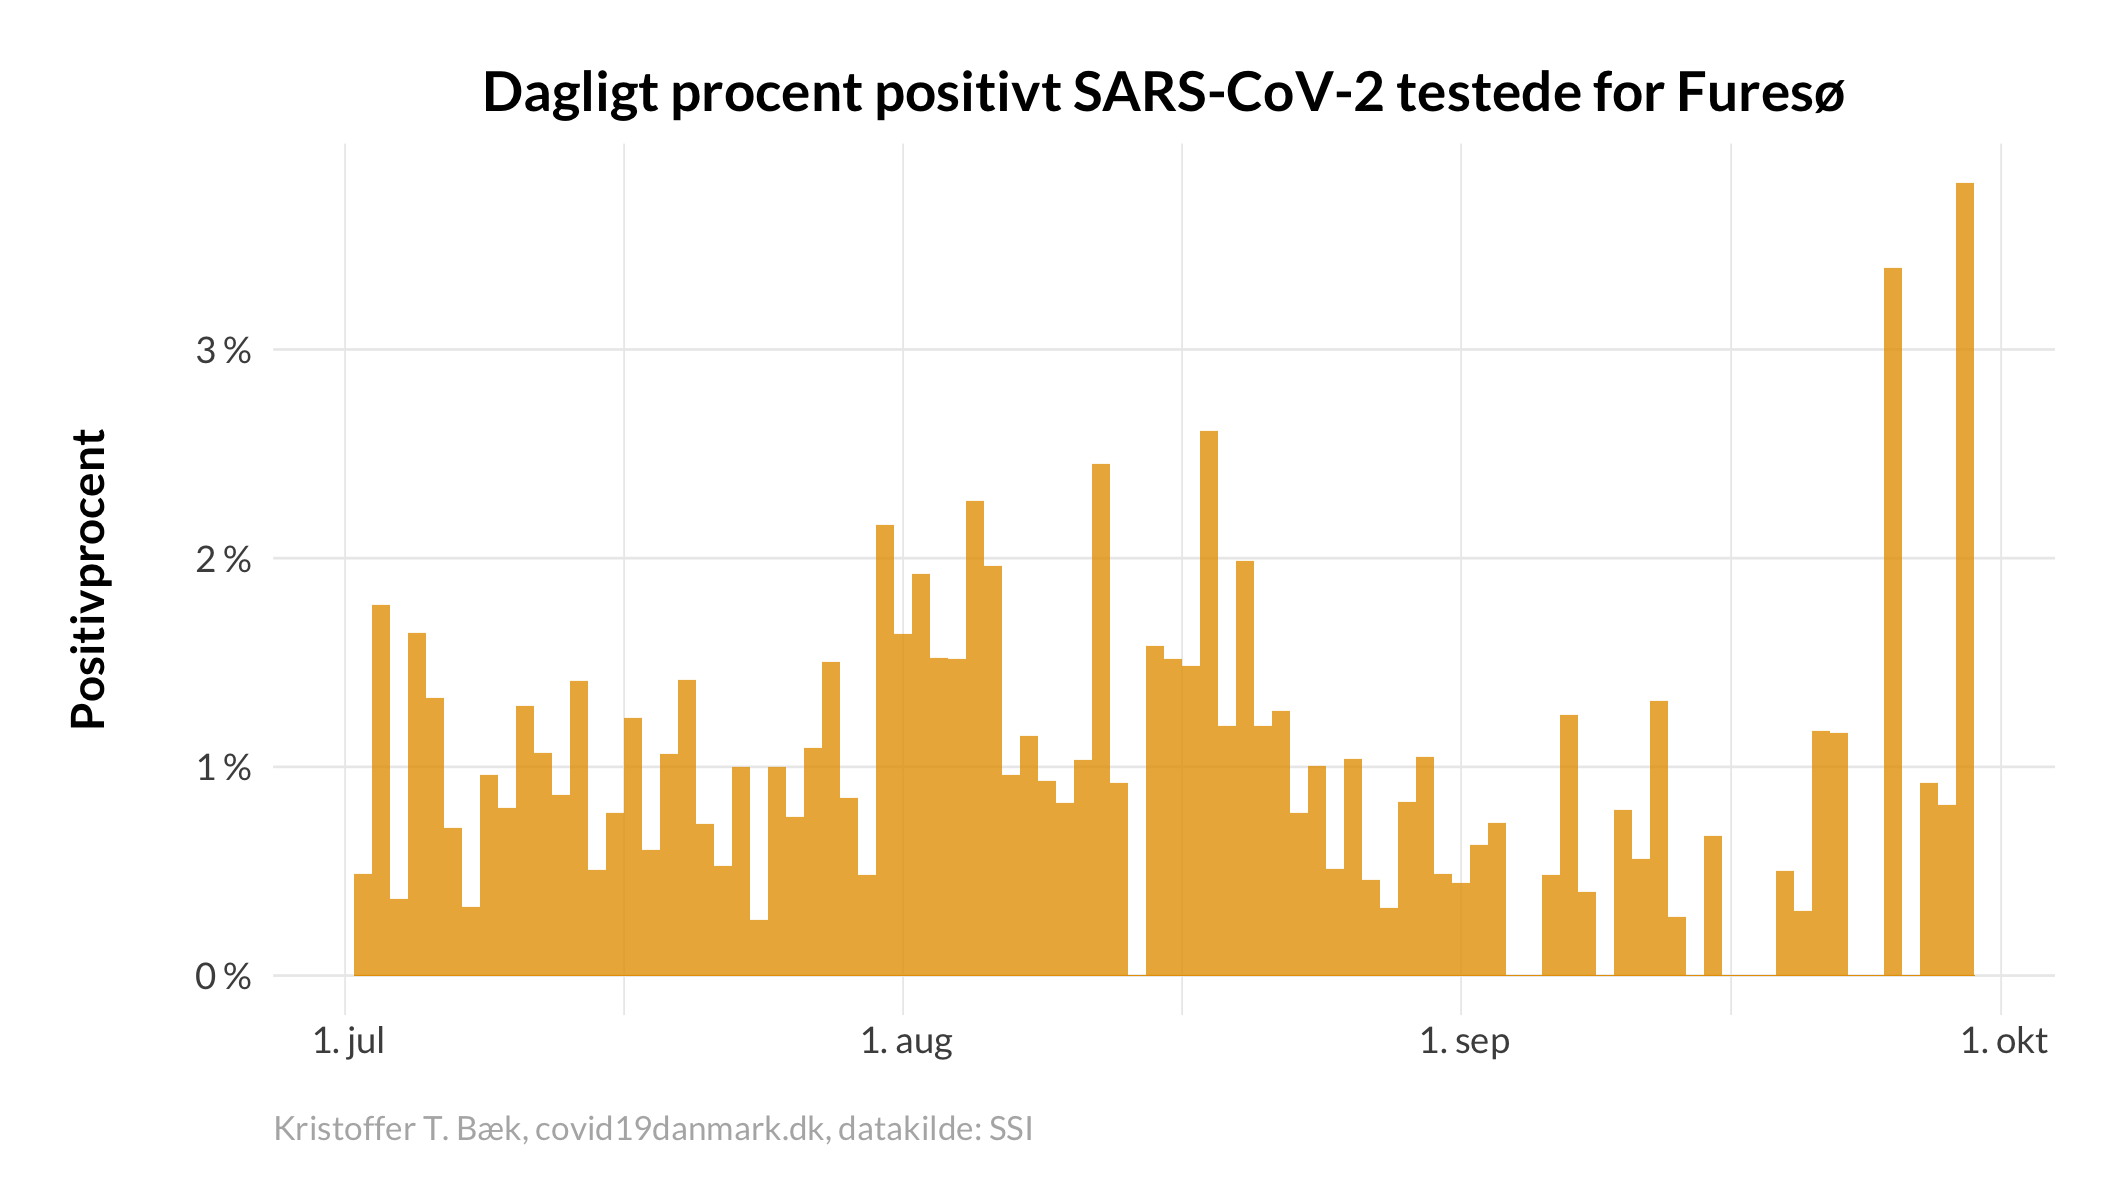 Dagligt procent positivt SARS-CoV-2 testede for Furesø
Positivprocent
3 %
2 %
1 %
0 %
1. jul
1. aug
1. sep
1. okt
Kristoffer T. Bæk, covid19danmark.dk, datakilde: SSI